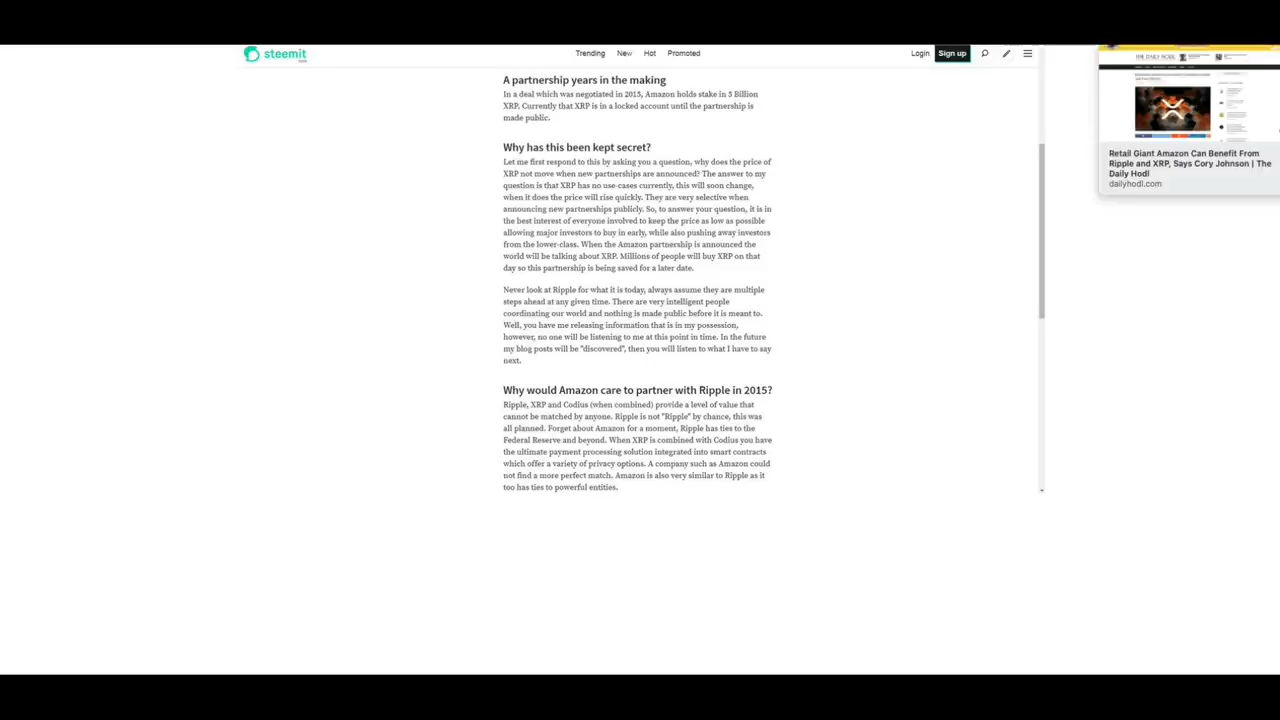 steemit
beta
Trending New Hot Promoted
Login Sign up
A partnership years in the making
In a deal which was negotiated in 2015, Amazon holds stake in 5 Billion
XRP. Currently that XRP is in a locked account until the partnership is
made public.
Why has this been kept secret?
Let me first respond to this by asking you a question, why does the price of
XRP not move when new partnerships are announced? The answer to my
question is that XRP has no use-cases currently, this will soon change,
when it does the price will rise quickly. They are very selective when
announcing new partnerships publicly. So, to answer your question, it is in
the best interest of everyone involved to keep the price as low as possible
allowing major investors to buy in early, while also pushing away investors
from the lower-class. When the Amazon partnership is announced the
world will be talking about XRP. Millions of people will buy XRP on that
day so this partnership is being saved for a later date.
Never look at Ripple for what it is today, always assume they are multiple
steps ahead at any given time. There are very intelligent people
coordinating our world and nothing is made public before it is meant to.
Well, you have me releasing information that is in my possession,
however, no one will be listening to me at this point in time. In the future
my blog posts will be "discovered", then you will listen to what I have to say
next.
Why would Amazon care to partner with Ripple in 2015?
Ripple, XRP and Codius (when combined) provide a level of value that
cannot be matched by anyone. Ripple is not "Ripple" by chance, this was
all planned. Forget about Amazon for a moment, Ripple has ties to the
Federal Reserve and beyond. When XRP is combined with Codius you have
the ultimate payment processing solution integrated into smart contracts
which offer a variety of privacy options. A company such as Amazon could
not find a more perfect match. Amazon is also very similar to Ripple as it
too has ties to powerful entities.
THE DAILY HODL
Retail Giant Amazon Can Benefit From
Ripple and XRP, Says Cory Johnson | The
Daily Hodl
dailyhodl.com